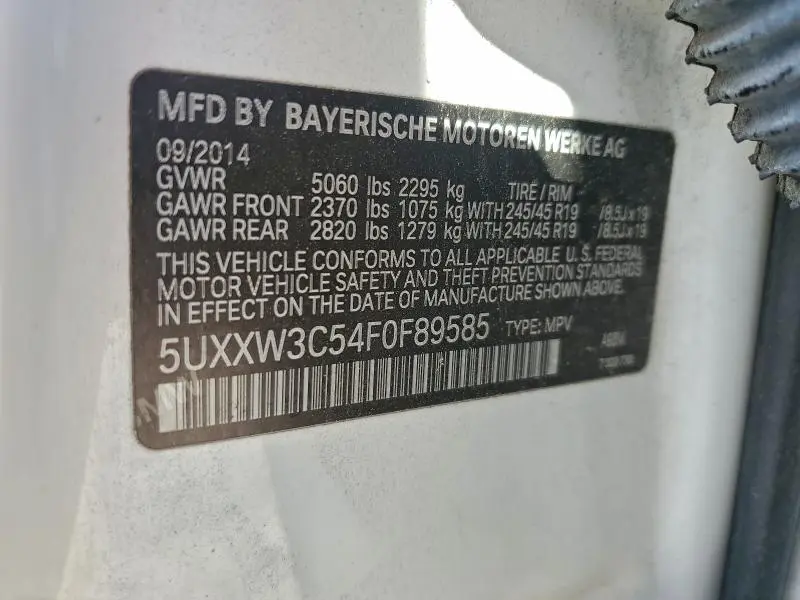 MFD BY BAYERISCHE MOTOREN WERKE AG
09/2014
GVWR 5060 lbs 2295 kg TIRE / RIM
GAWR FRONT 2370 lbs 1075 kg WITH 245/45 R19 /8.5Jx19
GAWR REAR 2820 lbs 1279 kg WITH 245/45 R19 /8.5Jx19
THIS VEHICLE CONFORMS TO ALL APPLICABLE U.S. FEDERAL
MOTOR VEHICLE SAFETY AND THEFT PREVENTION STANDARDS
IN EFFECT ON THE DATE OF MANUFACTURE SHOWN ABOVE.
5UXXW3C54F0F89585 TYPE: MPV